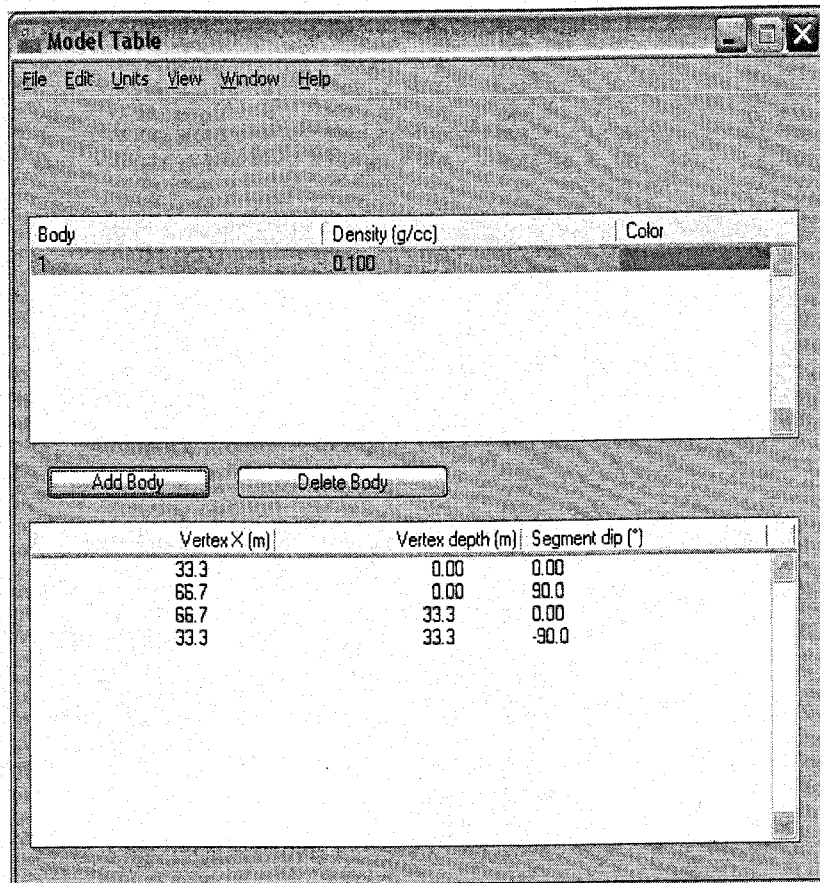 Model Table
File Edit Units View Window Help
Body Density (g/cc) Color
1 0.100
Add Body Delete Body
Vertex X (m) Vertex depth (m) Segment dip (°)
33.3 0.00 0.00
66.7 0.00 90.0
66.7 33.3 0.00
33.3 33.3 -90.0